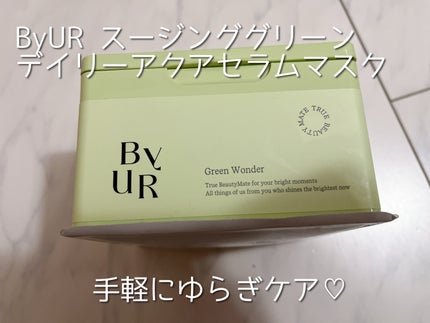 ByUR スージンググリーン
デイリーアクアセラムマスク
TRUE BEAUTY MATE
By
UR
Green Wonder
True BeautyMate for your bright moments
All things of us from you who shines the brightest now
手軽にゆらぎケア♡